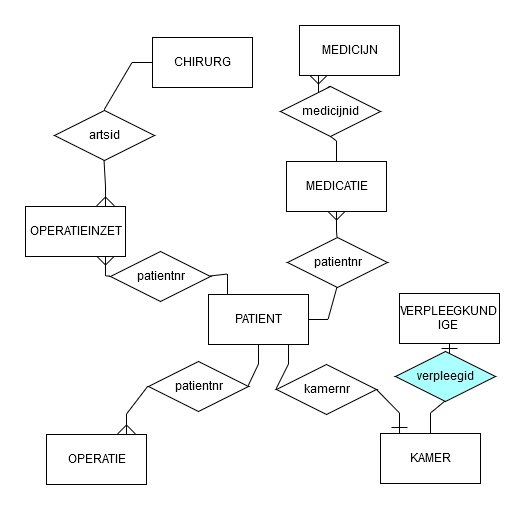 CHIRURG
MEDICIJN
medicijnid
artsid
MEDICATIE
OPERATIEINZET
patientnr
patientnr
PATIENT
VERPLEEGKUND
IGE
patientnr
kamernr
verpleegid
OPERATIE
KAMER